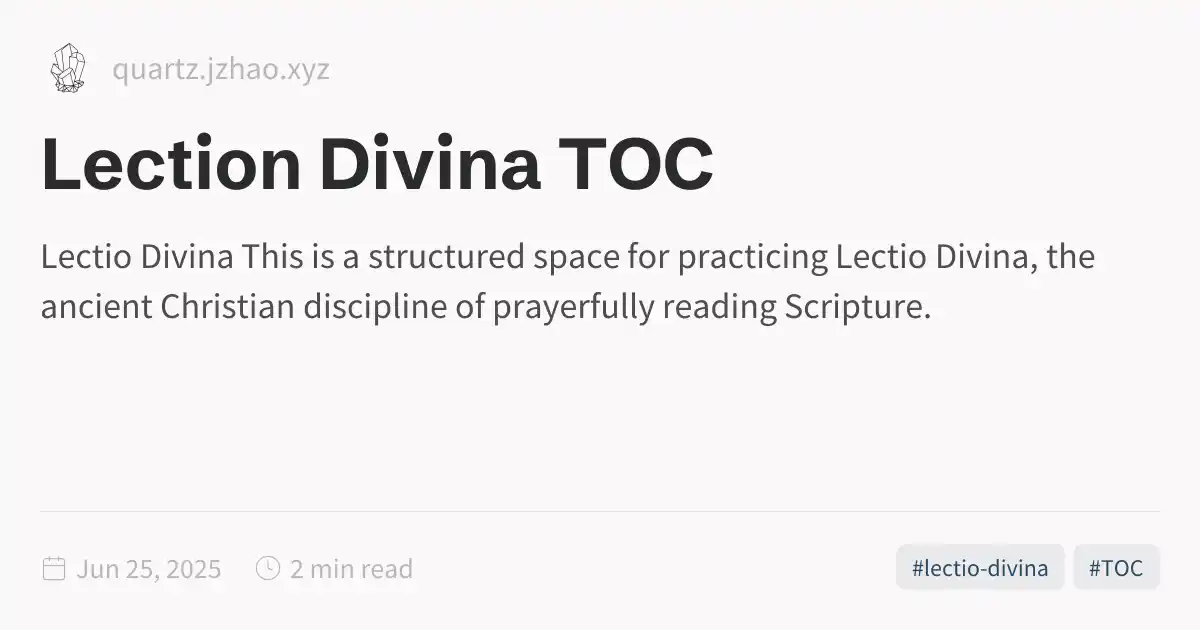 quartz.jzhao.xyz
Lection Divina TOC
Lectio Divina This is a structured space for practicing Lectio Divina, the
ancient Christian discipline of prayerfully reading Scripture.
Jun 25, 2025 2 min read #lectio-divina #TOC